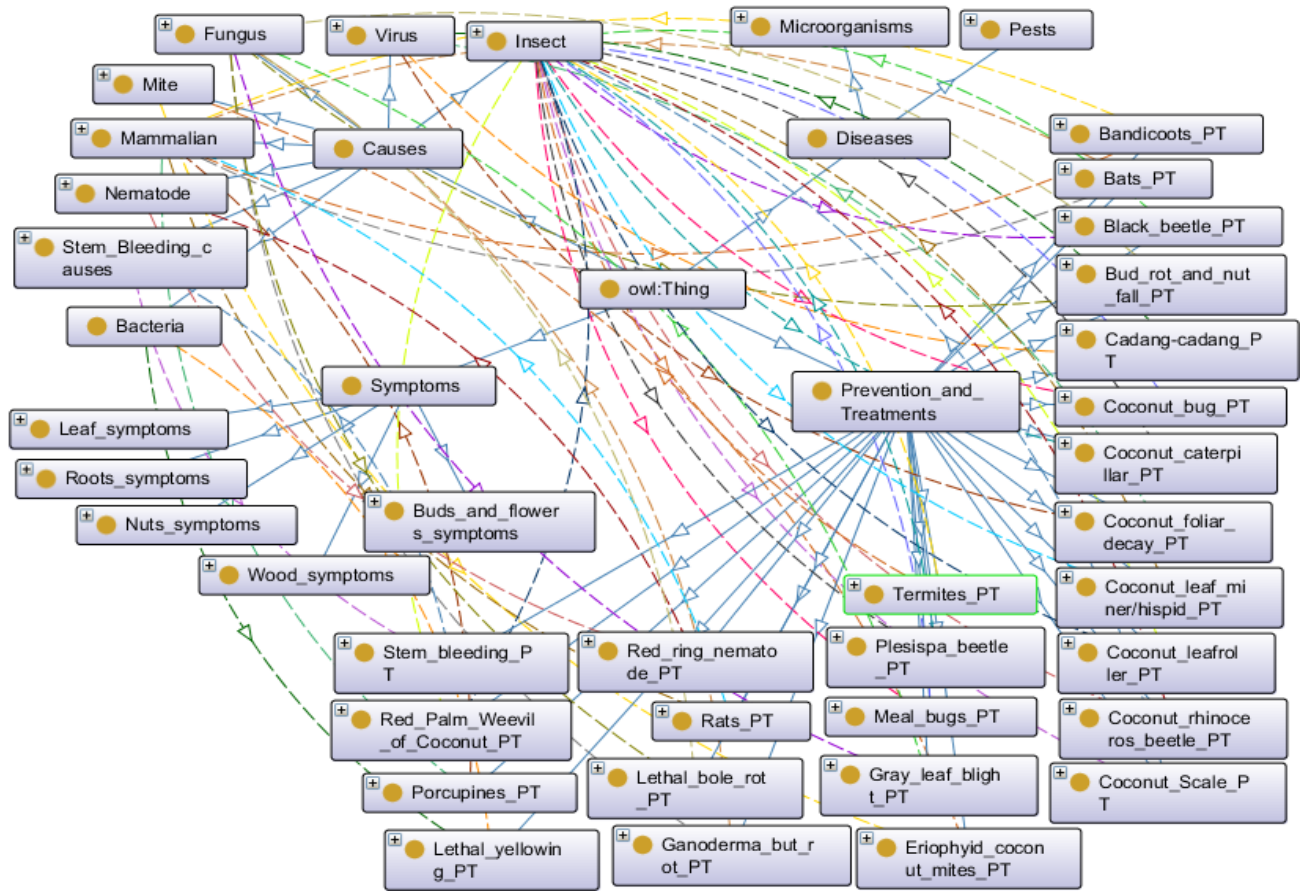 Fungus
Virus
Insect
Microorganisms
Pests
Mite
Mammalian
Causes
Diseases
Bandicoots_PT
Bats_PT
Nematode
Black_beetle_PT
Stem_Bleeding_c
auses
owl:Thing
Bud_rot_and_nut
_fall_PT
Bacteria
Cadang-cadang_P
T
Symptoms
Prevention_and_
Treatments
Coconut_bug_PT
Leaf_symptoms
Coconut_caterpi
llar_PT
Roots_symptoms
Nuts_symptoms
Buds_and_flower
s_symptoms
Coconut_foliar_
decay_PT
Wood_symptoms
Termites_PT
Coconut_leaf_mi
ner/hispid_PT
Stem_bleeding_P
T
Red_ring_nemato
de_PT
Plesispa_beetle
_PT
Coconut_leafrol
ler_PT
Red_Palm_Weevil
_of_Coconut_PT
Rats_PT
Meal_bugs_PT
Coconut_rhinoce
ros_beetle_PT
Porcupines_PT
Lethal_bole_rot
_PT
Gray_leaf_bligh
t_PT
Coconut_Scale_P
T
Lethal_yellowin
g_PT
Ganoderma_but_r
ot_PT
Eriophyid_cocon
ut_mites_PT